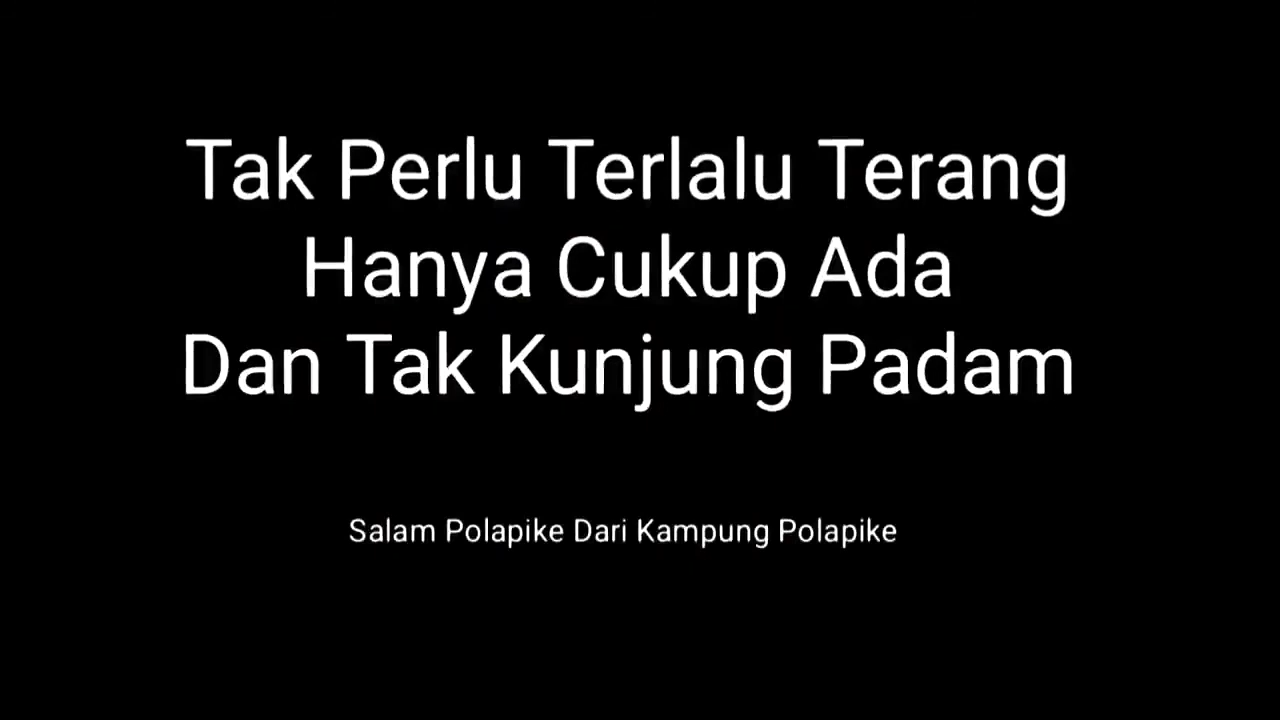 Tak Perlu Terlalu Terang
Hanya Cukup Ada
Dan Tak Kunjung Padam
Salam Polapike Dari Kampung Polapike